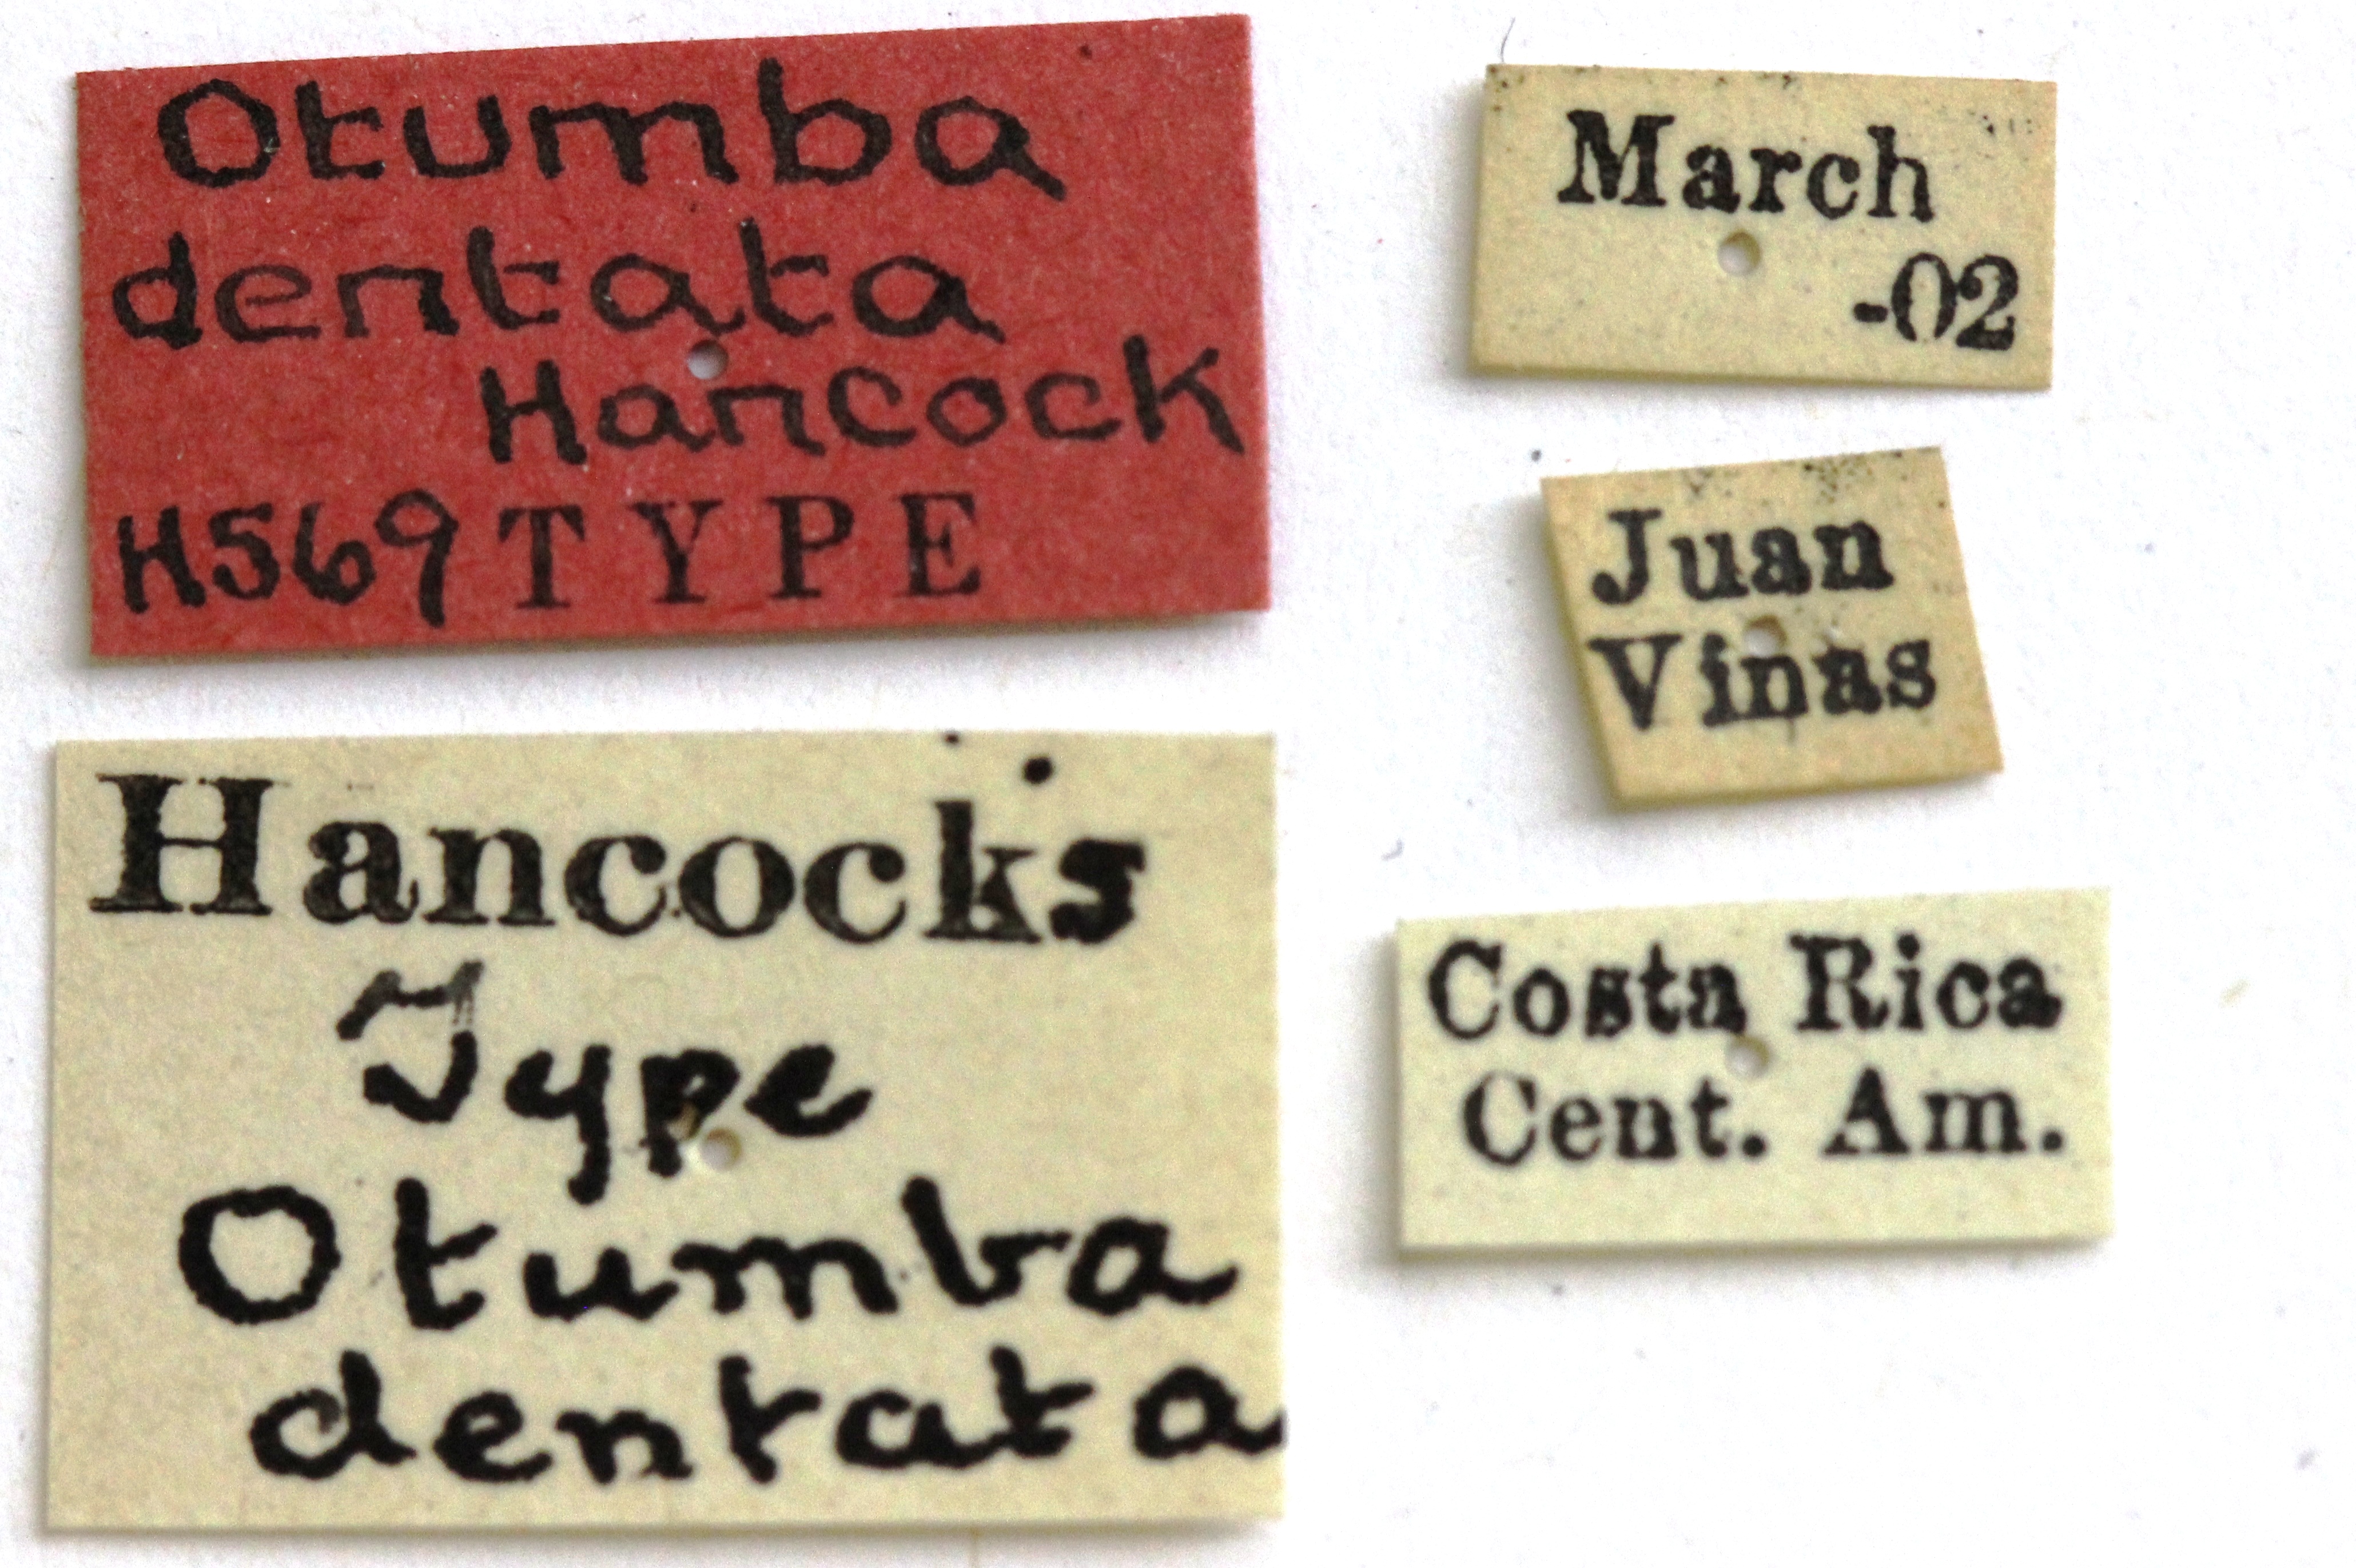 Otumba
dentata
Hancock
H569 TYPE
Hancocks
Type
Otumba
dentata
March
-02
Juan
Vinas
Costa Rica
Cent. Am.